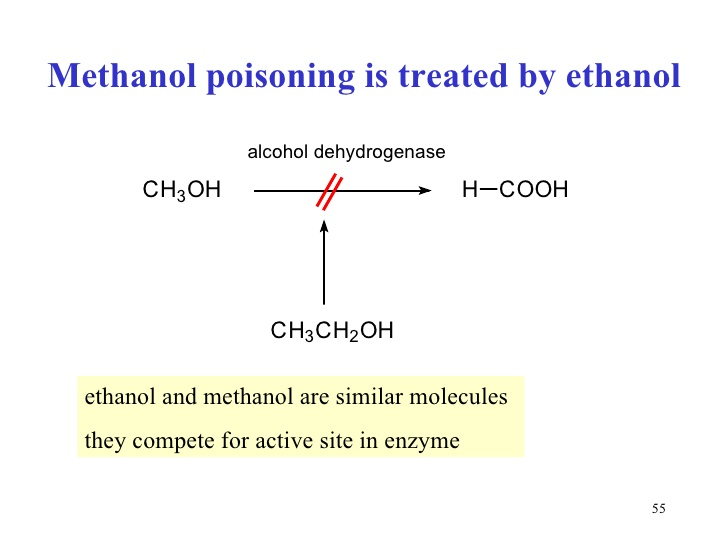 Methanol poisoning is treated by ethanol
alcohol dehydrogenase
CH₃OH H—COOH
CH₃CH₂OH
ethanol and methanol are similar molecules
they compete for active site in enzyme
55